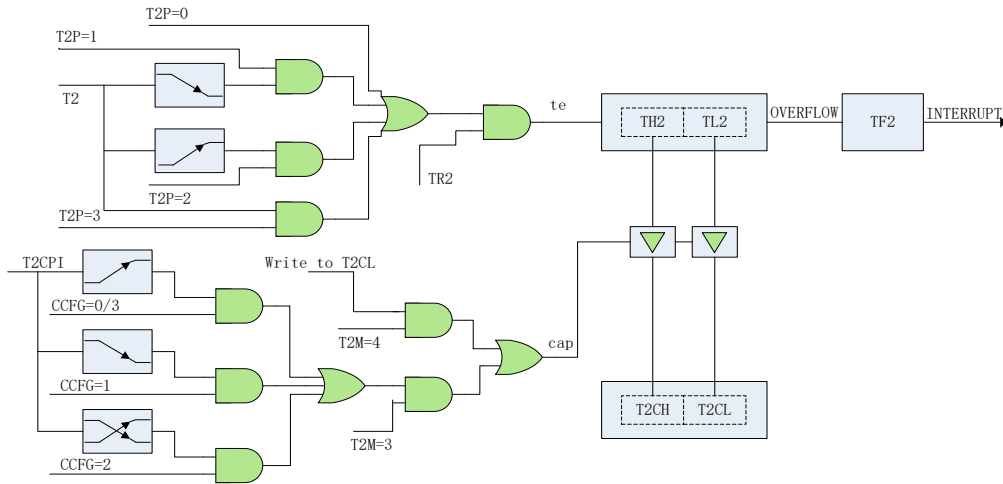 T2P=0
T2P=1
T2
T2P=2
T2P=3
TR2
te
TH2 TL2
OVERFLOW
TF2
INTERRUPT
T2CPI
CCFG=0/3
CCFG=1
CCFG=2
Write to T2CL
T2M=4
T2M=3
cap
T2CH T2CL